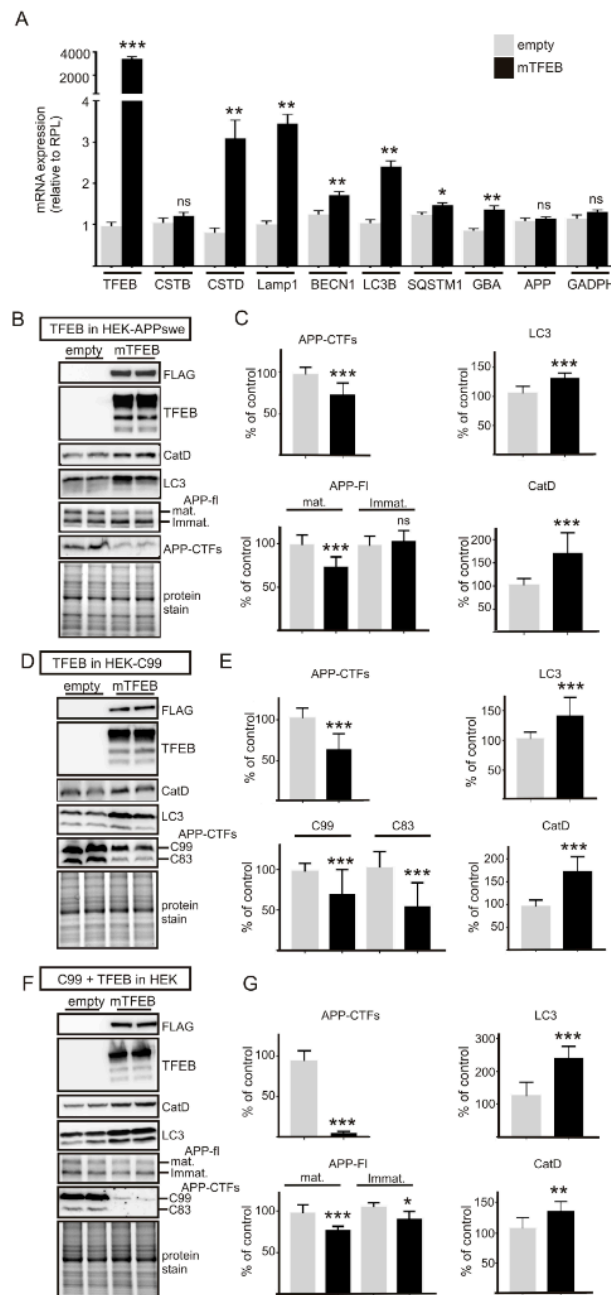 A
empty
mTFEB
mRNA expression
(relative to RPL)
4000
2000
4
3
2
1
***
ns
**
**
**
**
*
**
ns
ns
TFEB CSTB CSTD Lamp1 BECN1 LC3B SQSTM1 GBA APP GADPH
B
TFEB in HEK-APPswe
empty mTFEB
FLAG
TFEB
CatD
LC3
APP-fl
mat.
Immat.
APP-CTFs
protein
stain
C
APP-CTFs
% of control
100
50
***
LC3
% of control
150
100
50
***
APP-Fl
mat. Immat.
% of control
100
50
***
ns
CatD
% of control
200
150
100
50
***
D
TFEB in HEK-C99
empty mTFEB
FLAG
TFEB
CatD
LC3
APP-CTFs
C99
C83
protein
stain
E
APP-CTFs
% of control
100
50
***
LC3
% of control
150
100
50
***
C99 C83
% of control
100
50
***
***
CatD
% of control
200
150
100
50
***
F
C99 + TFEB in HEK
empty mTFEB
FLAG
TFEB
CatD
LC3
APP-fl
mat.
Immat.
APP-CTFs
C99
C83
protein
stain
G
APP-CTFs
% of control
100
50
***
LC3
% of control
300
200
100
***
APP-Fl
mat. Immat.
% of control
100
50
***
*
CatD
% of control
150
100
50
**